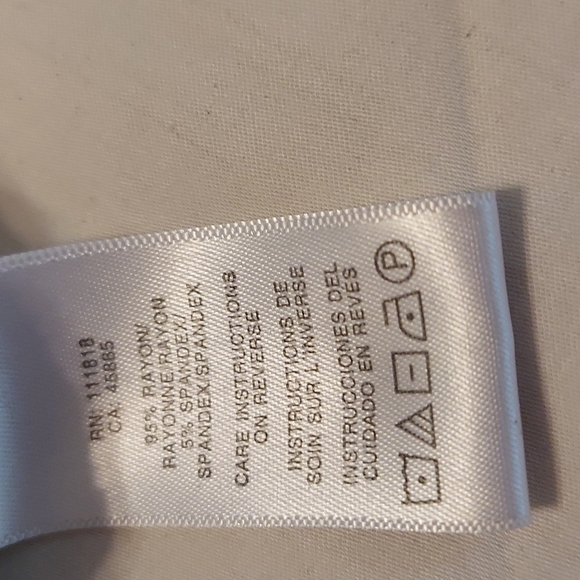 RN 111818
CA 45885
95% RAYON/
RAYONNE/RAYON
5% SPANDEX/
SPANDEX/SPANDEX
CARE INSTRUCTIONS
ON REVERSE
INSTRUCTIONS DE
SOIN SUR L'INVERSE
INSTRUCCIONES DEL
CUIDADO EN REVES
P